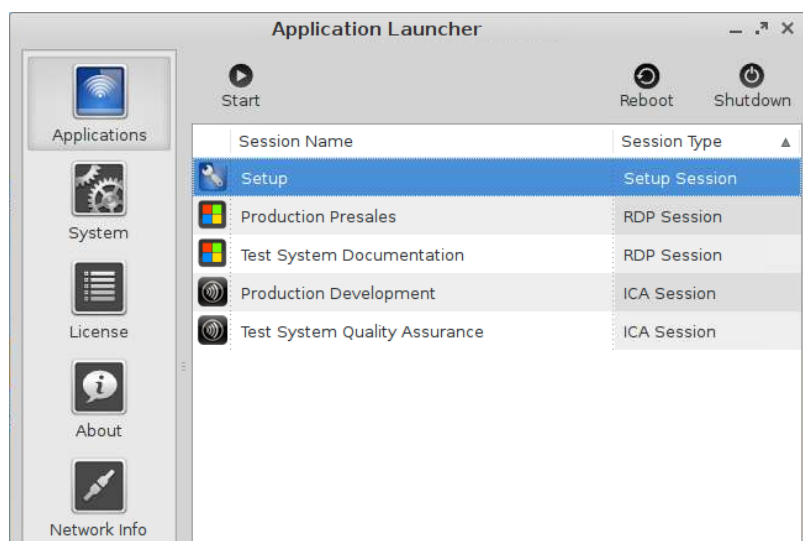 Application Launcher
Start
Reboot
Shutdown
Applications
System
License
About
Network Info
Session Name Session Type
Setup Setup Session
Production Presales RDP Session
Test System Documentation RDP Session
Production Development ICA Session
Test System Quality Assurance ICA Session